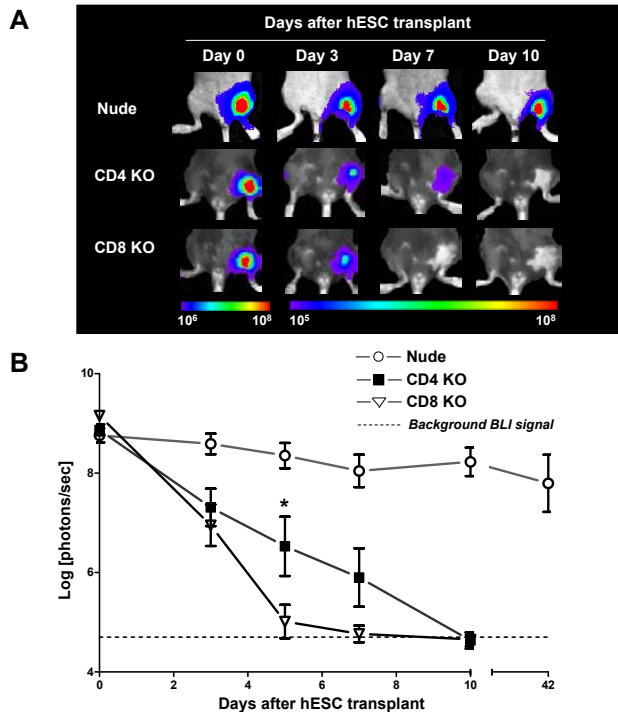 A
Days after hESC transplant
Day 0 Day 3 Day 7 Day 10
Nude
CD4 KO
CD8 KO
10⁶ 10⁸ 10⁵ 10⁸
B
Nude
CD4 KO
CD8 KO
Background BLI signal
Log [photons/sec]
10
8
6
4
*
0 2 4 6 8 10 42
Days after hESC transplant